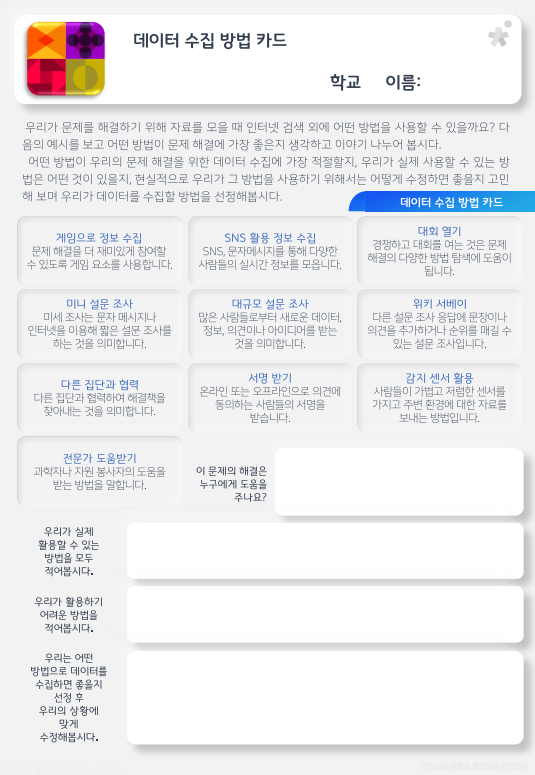 데이터 수집 방법 카드
학교 이름:
우리가 문제를 해결하기 위해 자료를 모을 때 인터넷 검색 외에 어떤 방법을 사용할 수 있을까요? 다
음의 예시를 보고 어떤 방법이 문제 해결에 가장 좋은지 생각하고 이야기 나누어 봅시다.
어떤 방법이 우리의 문제 해결을 위한 데이터 수집에 가장 적절할지, 우리가 실제 사용할 수 있는 방
법은 어떤 것이 있을지, 현실적으로 우리가 그 방법을 사용하기 위해서는 어떻게 수정하면 좋을지 고민
해 보며 우리가 데이터를 수집할 방법을 선정해봅시다.
데이터 수집 방법 카드
게임으로 정보 수집
문제 해결을 더 재미있게 참여할
수 있도록 게임 요소를 사용합니다.
SNS 활용 정보 수집
SNS, 문자메시지를 통해 다양한
사람들의 실시간 정보를 모읍니다.
대회 열기
경쟁하고 대회를 여는 것은 문제
해결의 다양한 방법 탐색에 도움이
됩니다.
미니 설문 조사
미세 조사는 문자 메시지나
인터넷을 이용해 짧은 설문 조사를
하는 것을 의미합니다.
대규모 설문 조사
많은 사람들로부터 새로운 데이터,
정보, 의견이나 아이디어를 받는
것을 의미합니다.
위키 서베이
다른 설문 조사 응답에 문장이나
의견을 추가하거나 순위를 매길 수
있는 설문 조사입니다.
다른 집단과 협력
다른 집단과 협력하여 해결책을
찾아내는 것을 의미합니다.
서명 받기
온라인 또는 오프라인으로 의견에
동의하는 사람들의 서명을
받습니다.
감지 센서 활용
사람들이 가볍고 저렴한 센서를
가지고 주변 환경에 대한 자료를
보내는 방법입니다.
전문가 도움받기
과학자나 자원 봉사자의 도움을
받는 방법을 말합니다.
이 문제의 해결은
누구에게 도움을
주나요?
우리가 실제
활용할 수 있는
방법을 모두
적어봅시다.
우리가 활용하기
어려운 방법을
적어봅시다.
우리는 어떤
방법으로 데이터를
수집하면 좋을지
선정 후
우리의 상황에
맞게
수정해봅시다.